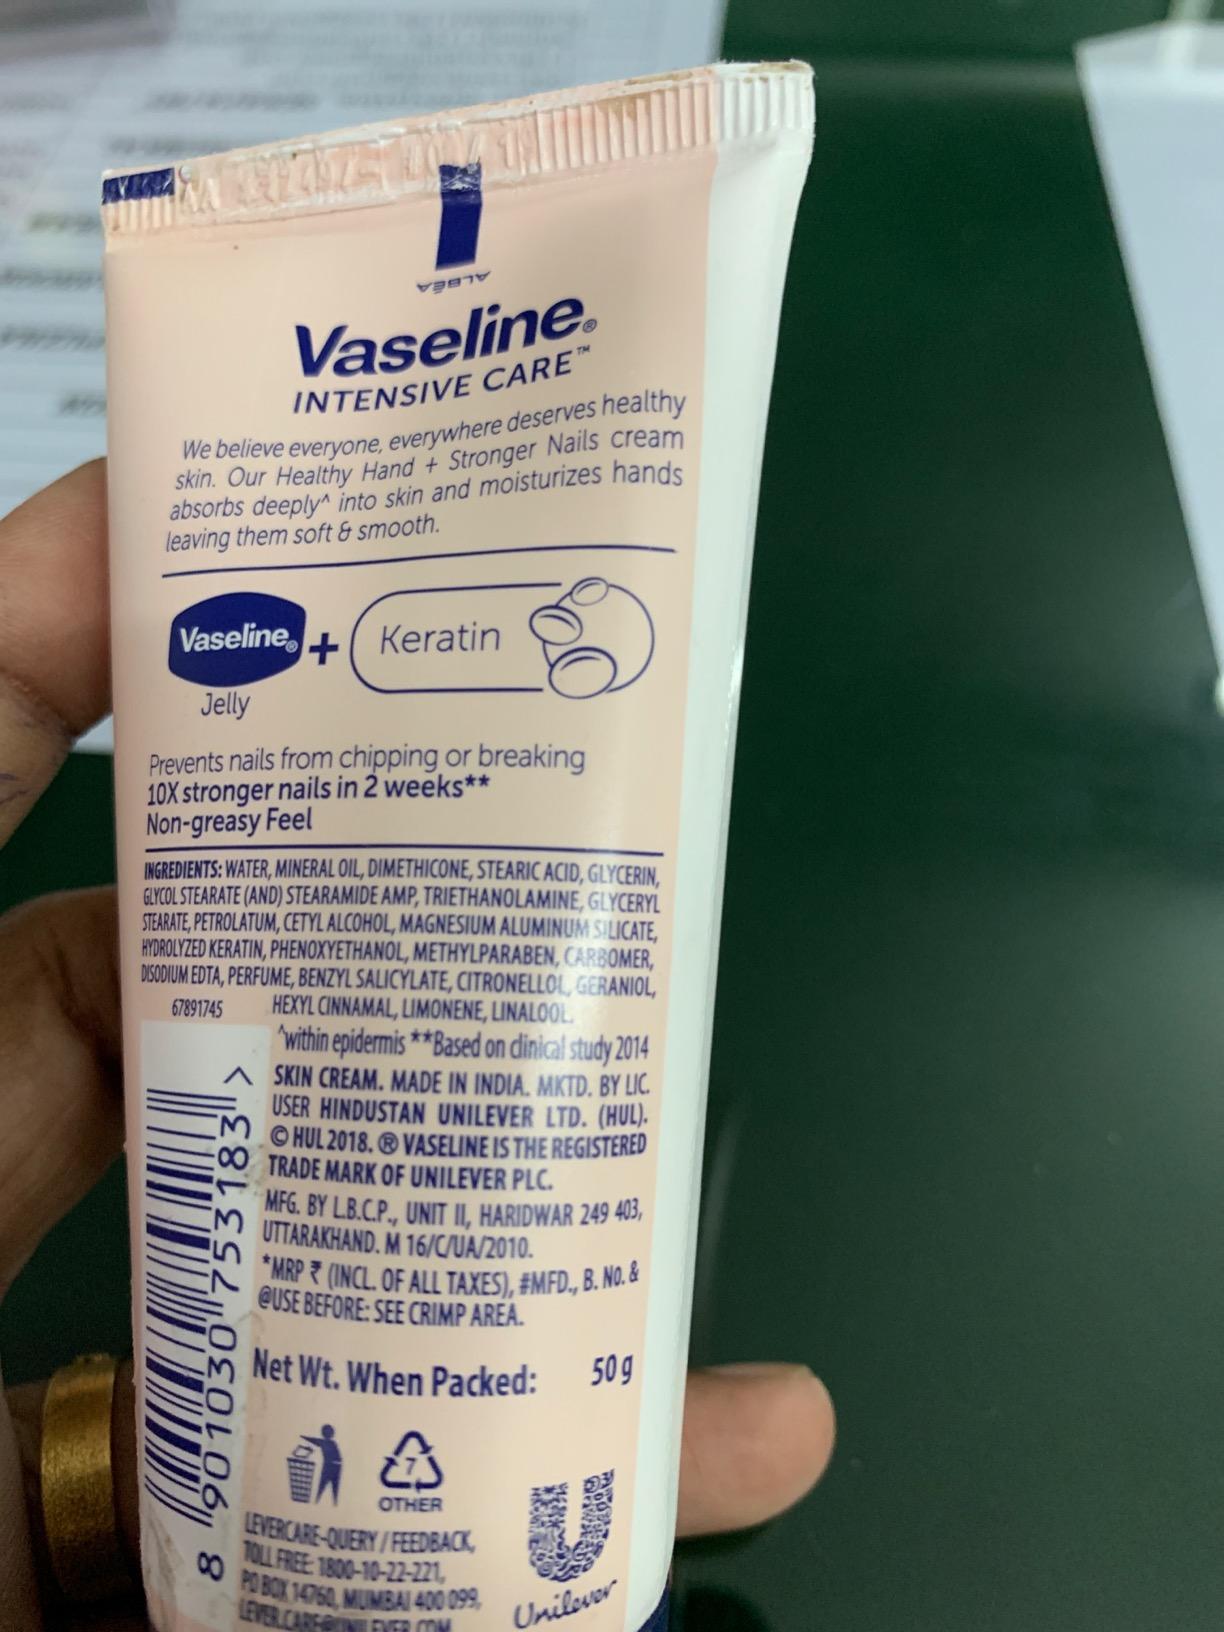 ALBÉA
Vaseline®
INTENSIVE CARE™
We believe everyone, everywhere deserves healthy
skin. Our Healthy Hand + Stronger Nails cream
absorbs deeply^ into skin and moisturizes hands
leaving them soft & smooth.
Vaseline® + Keratin
Jelly
Prevents nails from chipping or breaking
10X stronger nails in 2 weeks**
Non-greasy Feel
INGREDIENTS: WATER, MINERAL OIL, DIMETHICONE, STEARIC ACID, GLYCERIN,
GLYCOL STEARATE (AND) STEARAMIDE AMP, TRIETHANOLAMINE, GLYCERYL
STEARATE, PETROLATUM, CETYL ALCOHOL, MAGNESIUM ALUMINUM SILICATE,
HYDROLYZED KERATIN, PHENOXYETHANOL, METHYLPARABEN, CARBOMER,
DISODIUM EDTA, PERFUME, BENZYL SALICYLATE, CITRONELLOL, GERANIOL,
67891745 HEXYL CINNAMAL, LIMONENE, LINALOOL.
^within epidermis **Based on clinical study 2014
SKIN CREAM. MADE IN INDIA. MKTD. BY LIC.
USER HINDUSTAN UNILEVER LTD. (HUL).
© HUL 2018. ® VASELINE IS THE REGISTERED
TRADE MARK OF UNILEVER PLC.
MFG. BY L.B.C.P., UNIT II, HARIDWAR 249 403,
UTTARAKHAND. M 16/C/UA/2010.
*MRP ₹ (INCL. OF ALL TAXES), #MFD., B. No. &
@USE BEFORE: SEE CRIMP AREA.
8 901030 753183 >
Net Wt. When Packed: 50 g
7
OTHER
LEVERCARE-QUERY / FEEDBACK,
TOLL FREE: 1800-10-22-221,
PO BOX 14760, MUMBAI 400 099,
LEVER.CARE@UNILEVER.COM
Unilever